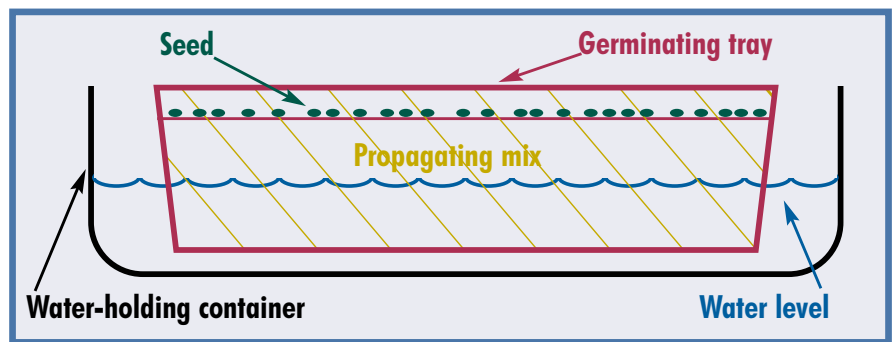 Seed
Germinating tray
Propagating mix
Water-holding container
Water level